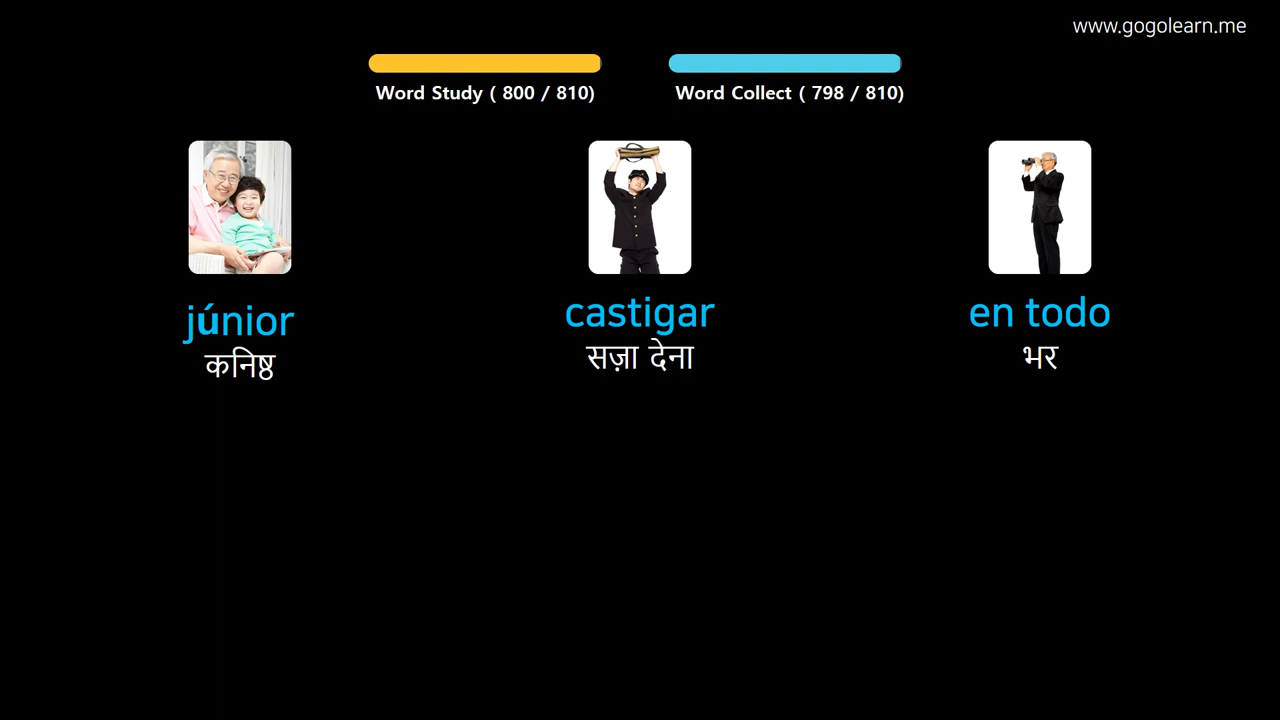 www.gogolearn.me
Word Study ( 800 / 810)
Word Collect ( 798 / 810)
júnior
कनिष्ठ
castigar
सज़ा देना
en todo
भर